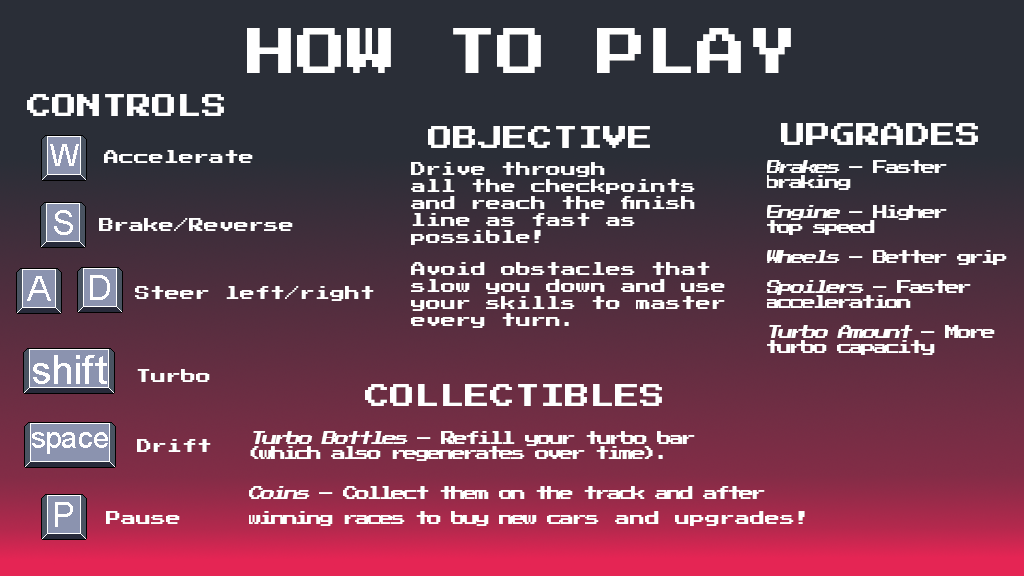 HOW TO PLAY
CONTROLS
W Accelerate
S Brake/Reverse
A D Steer left/right
shift Turbo
space Drift
P Pause
OBJECTIVE
Drive through
all the checkpoints
and reach the finish
line as fast as
possible!
Avoid obstacles that
slow you down and use
your skills to master
every turn.
UPGRADES
Brakes – Faster
braking
Engine – Higher
top speed
Wheels – Better grip
Spoilers – Faster
acceleration
Turbo Amount – More
turbo capacity
COLLECTIBLES
Turbo Bottles – Refill your turbo bar
(which also regenerates over time).
Coins – Collect them on the track and after
winning races to buy new cars and upgrades!